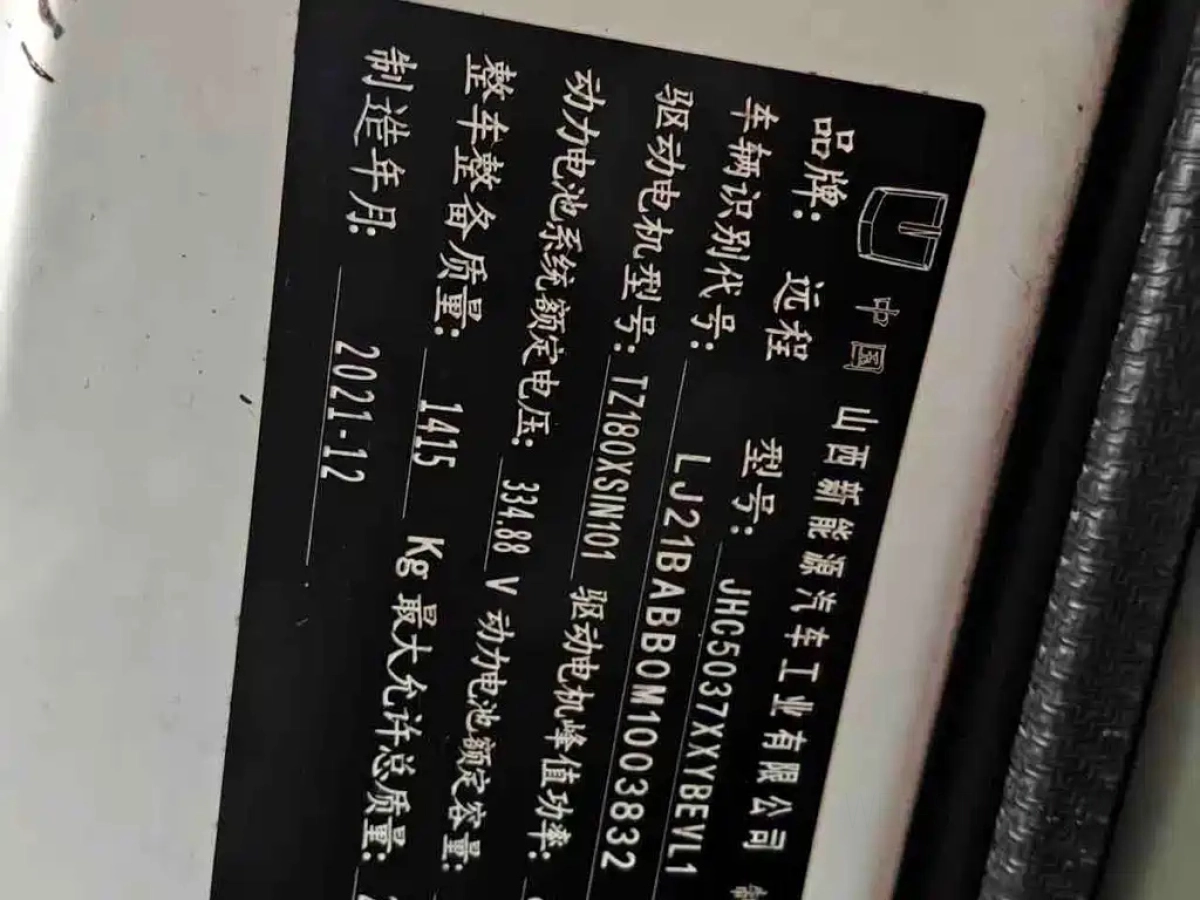 中国 山西新能源汽车工业有限公司
品牌: 远程 型号: JHC5037XXYBEVL1
车辆识别代号: LJ21BABB0M1003832
驱动电机型号: TZ180XSIN101 驱动电机峰值功率:
动力电池系统额定电压: 334.88 V 动力电池额定容量:
整车整备质量: 1415 Kg 最大允许总质量:
制造年月: 2021-12